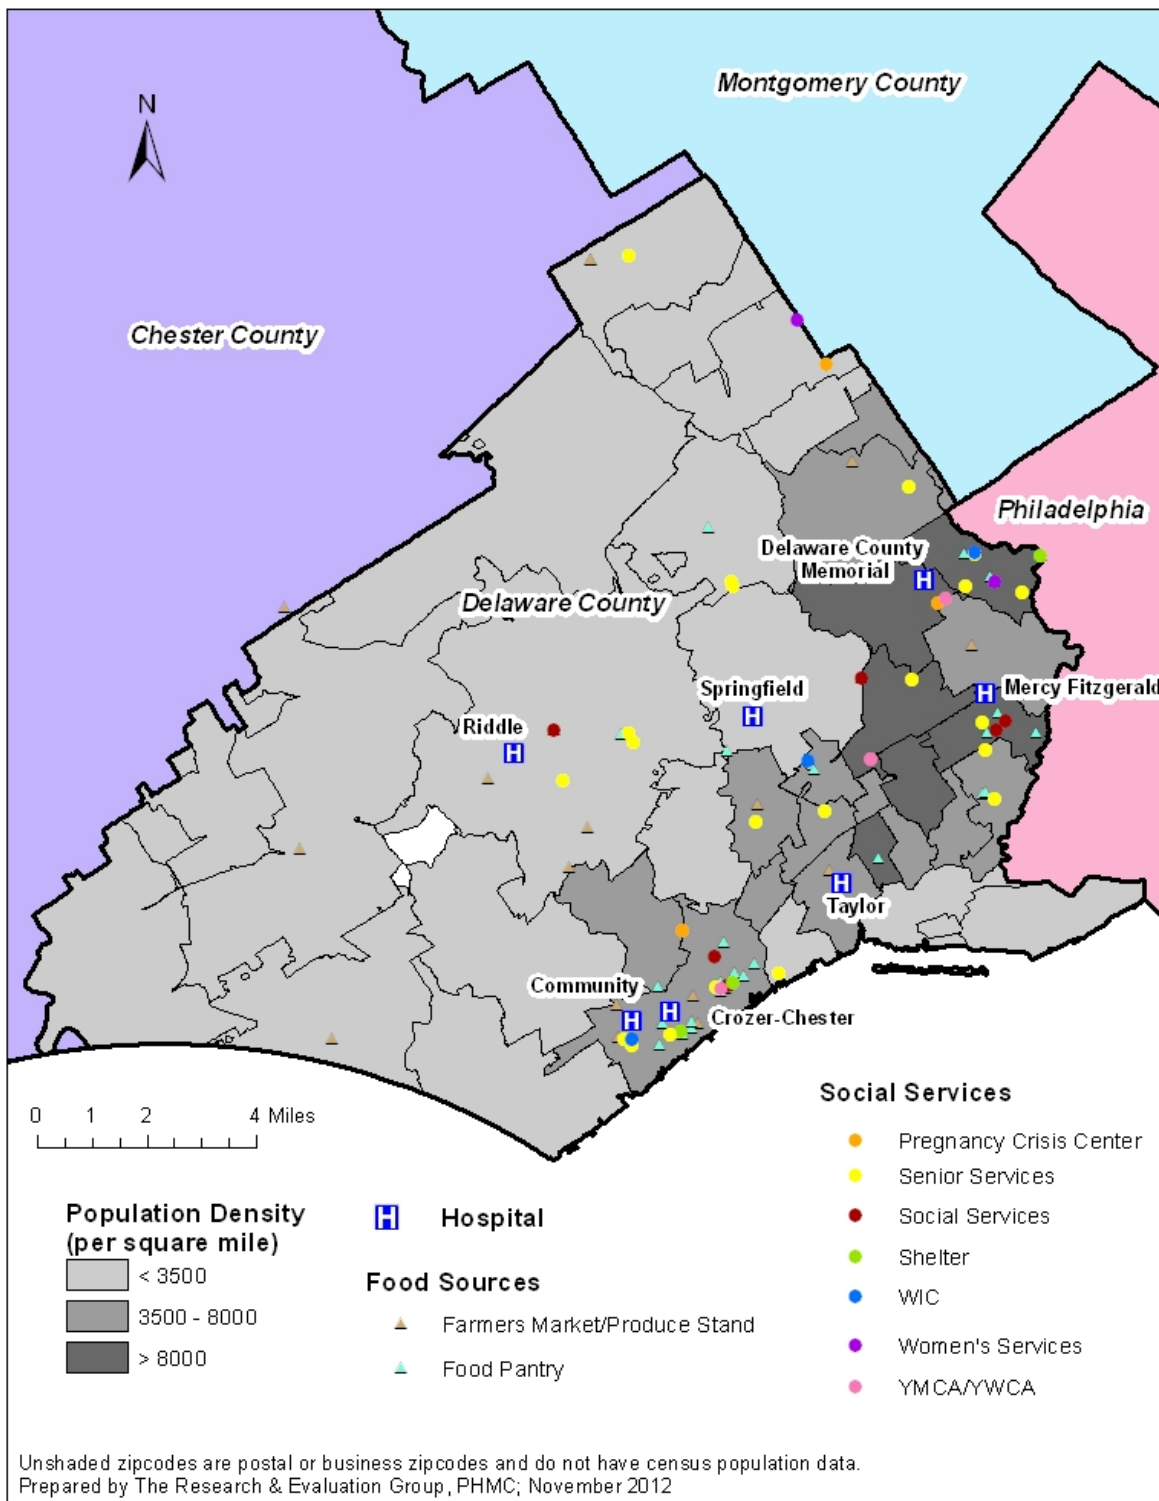 Montgomery County
N
Chester County
Philadelphia
Delaware County
Memorial
H
Delaware County
Springfield
H
Mercy Fitzgerald
H
Riddle
H
H
Taylor
Community
H
H
Crozer-Chester
0 1 2 4 Miles
Population Density
(per square mile)
< 3500
3500 - 8000
> 8000
H Hospital
Food Sources
Farmers Market/Produce Stand
Food Pantry
Social Services
Pregnancy Crisis Center
Senior Services
Social Services
Shelter
WIC
Women's Services
YMCA/YWCA
Unshaded zipcodes are postal or business zipcodes and do not have census population data.
Prepared by The Research & Evaluation Group, PHMC; November 2012